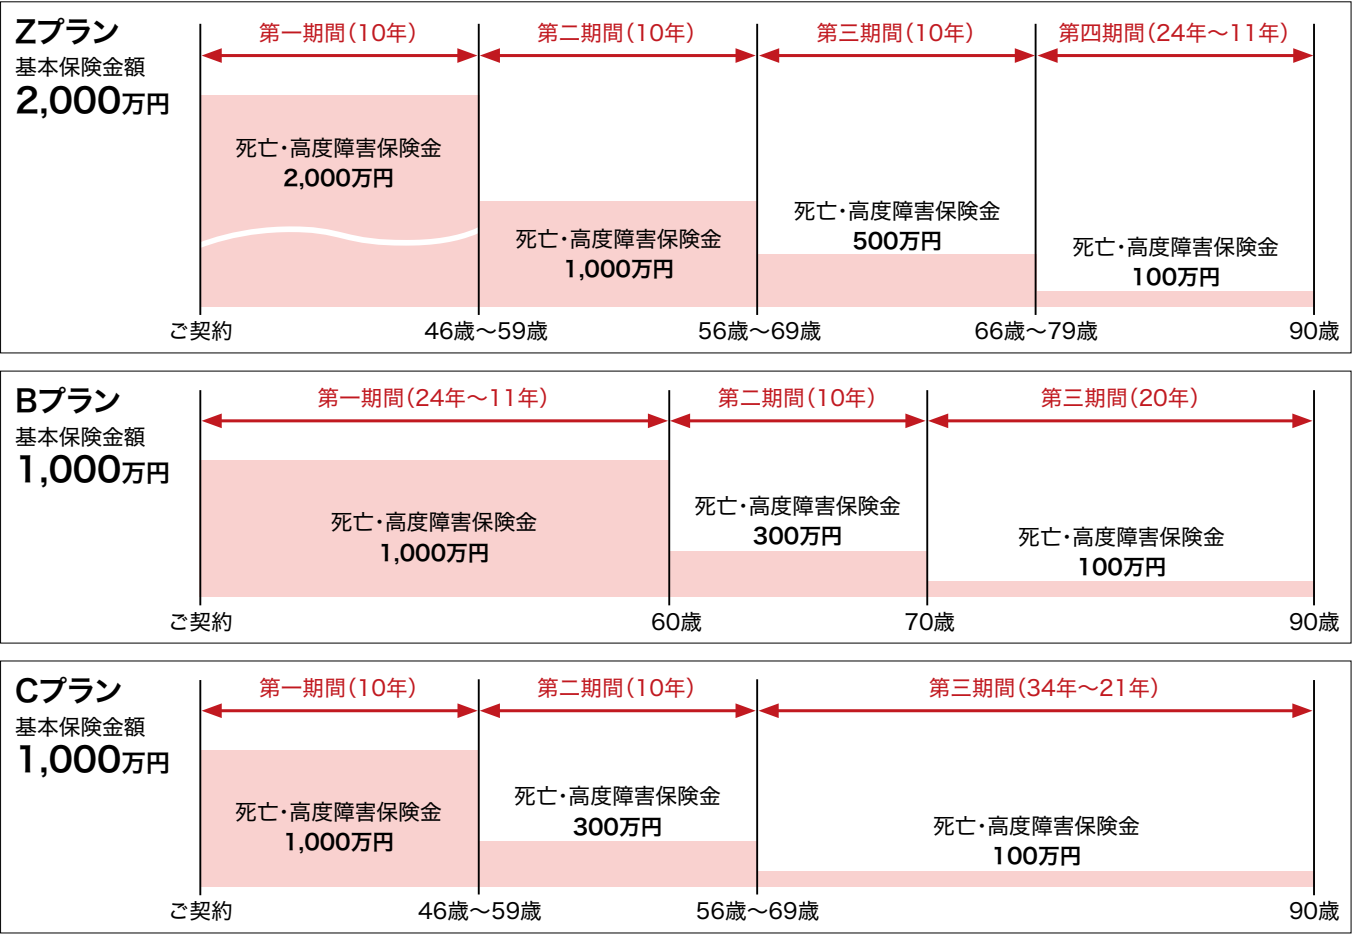 Zプラン
基本保険金額
2,000万円
第一期間(10年)
第二期間(10年)
第三期間(10年)
第四期間(24年〜11年)
死亡・高度障害保険金
2,000万円
死亡・高度障害保険金
1,000万円
死亡・高度障害保険金
500万円
死亡・高度障害保険金
100万円
ご契約
46歳〜59歳
56歳〜69歳
66歳〜79歳
90歳
Bプラン
基本保険金額
1,000万円
第一期間(24年〜11年)
第二期間(10年)
第三期間(20年)
死亡・高度障害保険金
1,000万円
死亡・高度障害保険金
300万円
死亡・高度障害保険金
100万円
ご契約
60歳
70歳
90歳
Cプラン
基本保険金額
1,000万円
第一期間(10年)
第二期間(10年)
第三期間(34年〜21年)
死亡・高度障害保険金
1,000万円
死亡・高度障害保険金
300万円
死亡・高度障害保険金
100万円
ご契約
46歳〜59歳
56歳〜69歳
90歳